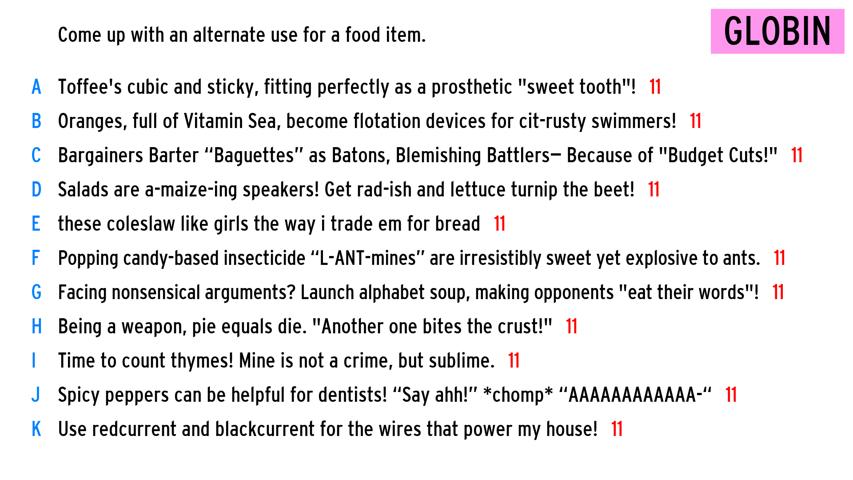 Come up with an alternate use for a food item.
GLOBIN
A Toffee's cubic and sticky, fitting perfectly as a prosthetic "sweet tooth"! 11
B Oranges, full of Vitamin Sea, become flotation devices for cit-rusty swimmers! 11
C Bargainers Barter “Baguettes” as Batons, Blemishing Battlers— Because of "Budget Cuts!" 11
D Salads are a-maize-ing speakers! Get rad-ish and lettuce turnip the beet! 11
E these coleslaw like girls the way i trade em for bread 11
F Popping candy-based insecticide “L-ANT-mines” are irresistibly sweet yet explosive to ants. 11
G Facing nonsensical arguments? Launch alphabet soup, making opponents "eat their words"! 11
H Being a weapon, pie equals die. "Another one bites the crust!" 11
I Time to count thymes! Mine is not a crime, but sublime. 11
J Spicy peppers can be helpful for dentists! “Say ahh!” *chomp* “AAAAAAAAAAAA-“ 11
K Use redcurrent and blackcurrent for the wires that power my house! 11